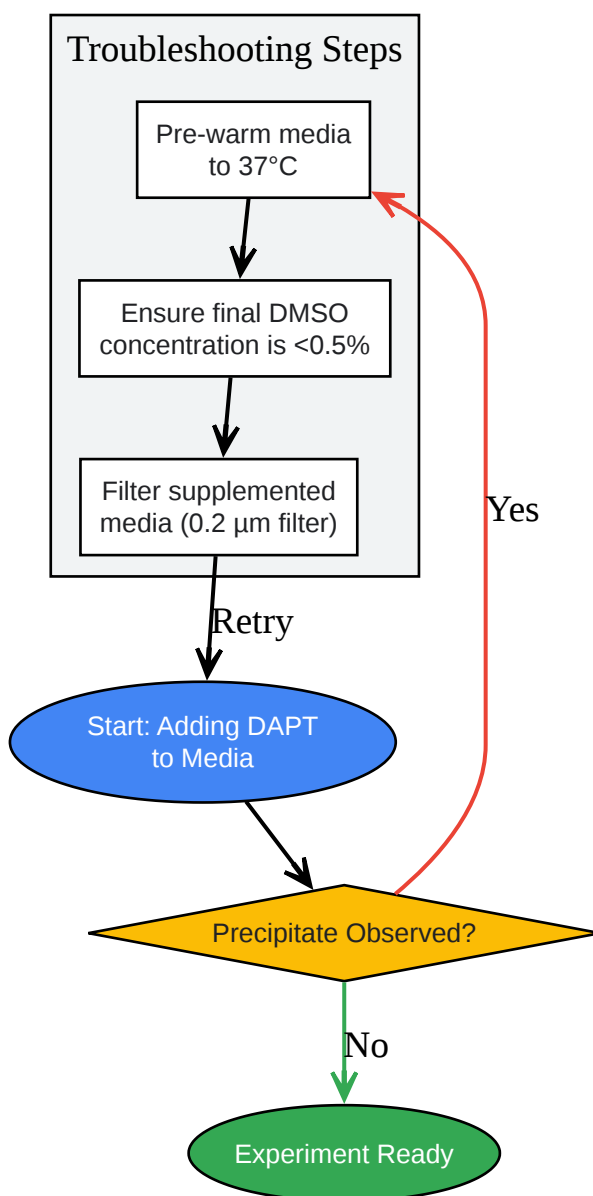 Troubleshooting Steps
Pre-warm media
to 37°C
Ensure final DMSO
concentration is <0.5%
Filter supplemented
media (0.2 µm filter)
Yes
Retry
Start: Adding DAPT
to Media
Precipitate Observed?
No
Experiment Ready